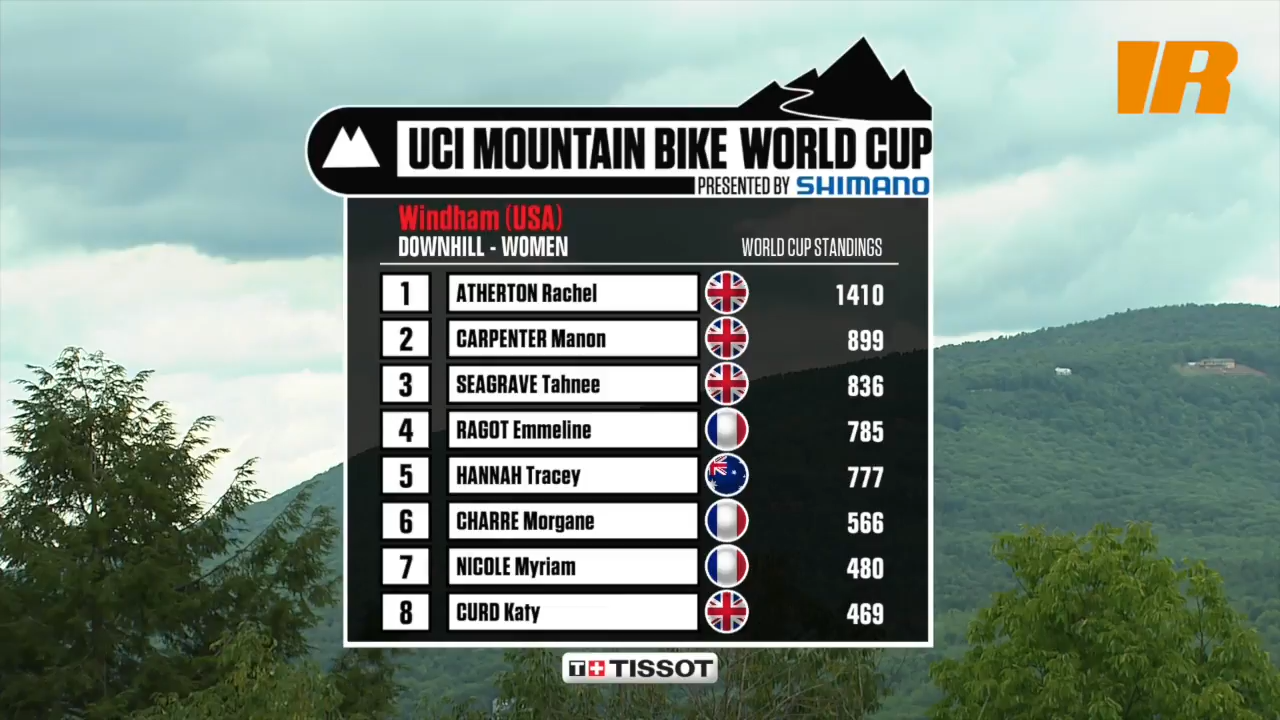 IR
UCI MOUNTAIN BIKE WORLD CUP
PRESENTED BY SHIMANO
Windham (USA)
DOWNHILL - WOMEN WORLD CUP STANDINGS
1 ATHERTON Rachel 1410
2 CARPENTER Manon 899
3 SEAGRAVE Tahnee 836
4 RAGOT Emmeline 785
5 HANNAH Tracey 777
6 CHARRE Morgane 566
7 NICOLE Myriam 480
8 CURD Katy 469
T+ TISSOT